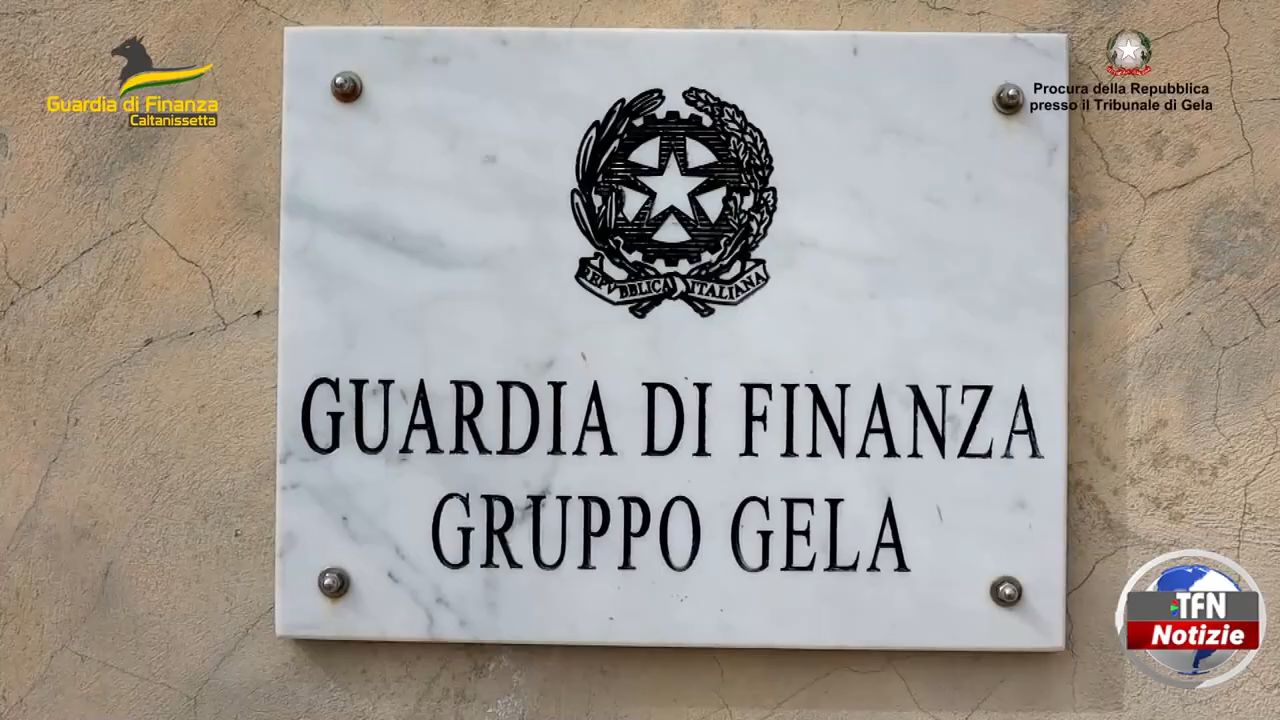 Guardia di Finanza
Caltanissetta
Procura della Repubblica
presso il Tribunale di Gela
REPVBBLICA ITALIANA
GUARDIA DI FINANZA
GRUPPO GELA
TFN
Notizie